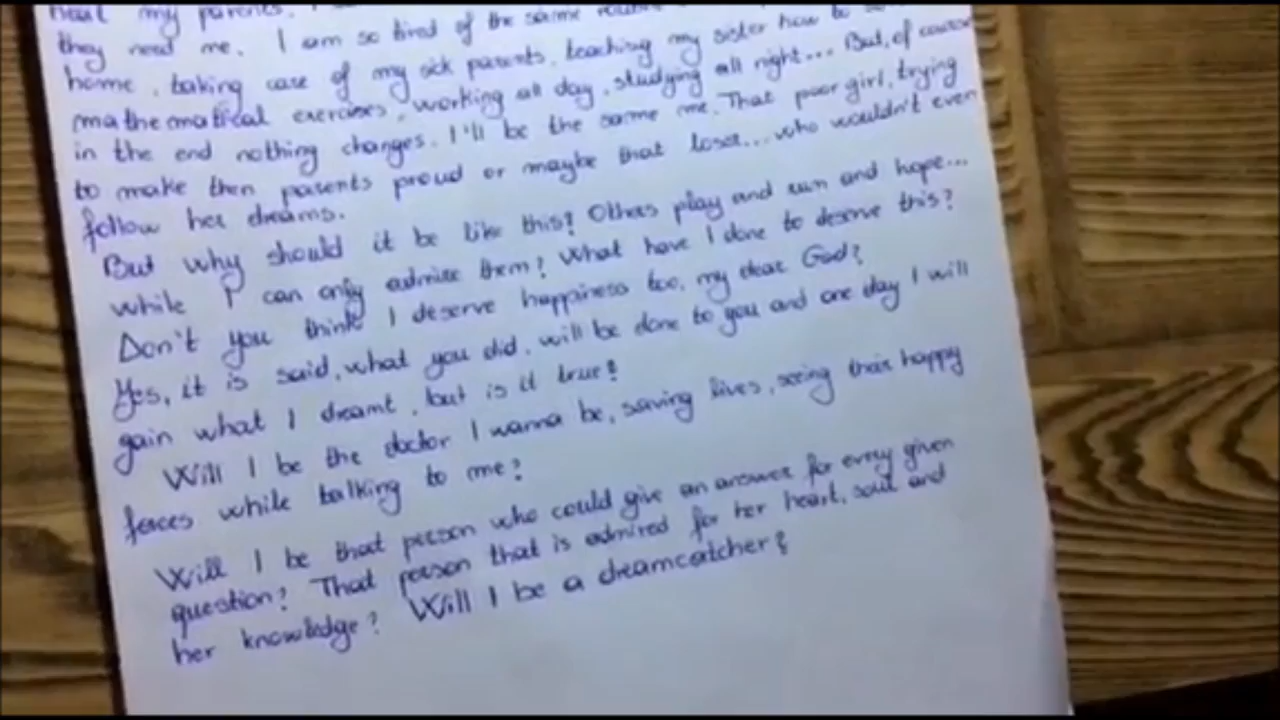 my parents.
they need me. I am so tired of the same
home, taking care of my sick parents, teaching my sister how to
mathematical exercises, working all day, studying all night... But, of course
in the end nothing changes. I'll be the same me. That poor girl, trying
to make then parents proud or maybe that loser... who wouldn't even
follow her dreams.
But why should it be like this? Others play and run and hope...
while I can only admire them? What have I done to deserve this?
Don't you think I deserve happiness too, my dear God?
Yes, it is said, what you did, will be done to you and one day I will
gain what I dreamt, but is it true?
Will I be the doctor I wanna be, saving lives, seeing their happy
feaces while talking to me?
Will I be that person who could give an answer for every given
question? That person that is admired for her heart, soul and
her knowledge? Will I be a dreamcatcher?